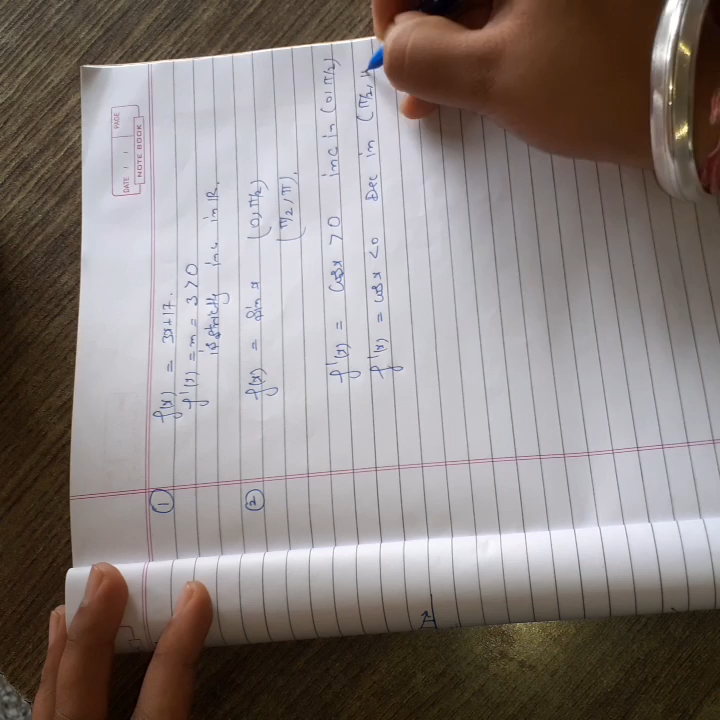 DATE / / PAGE
NOTE BOOK
① f(x) = 3x+17.
f'(x) = m = 3 > 0
is strictly inc in IR.
② f(x) = Sin x (0, π/2)
(π/2, π).
f'(x) = Cos x > 0 inc in (0, π/2)
f'(x) = cos x < 0 Dec in (π/2,